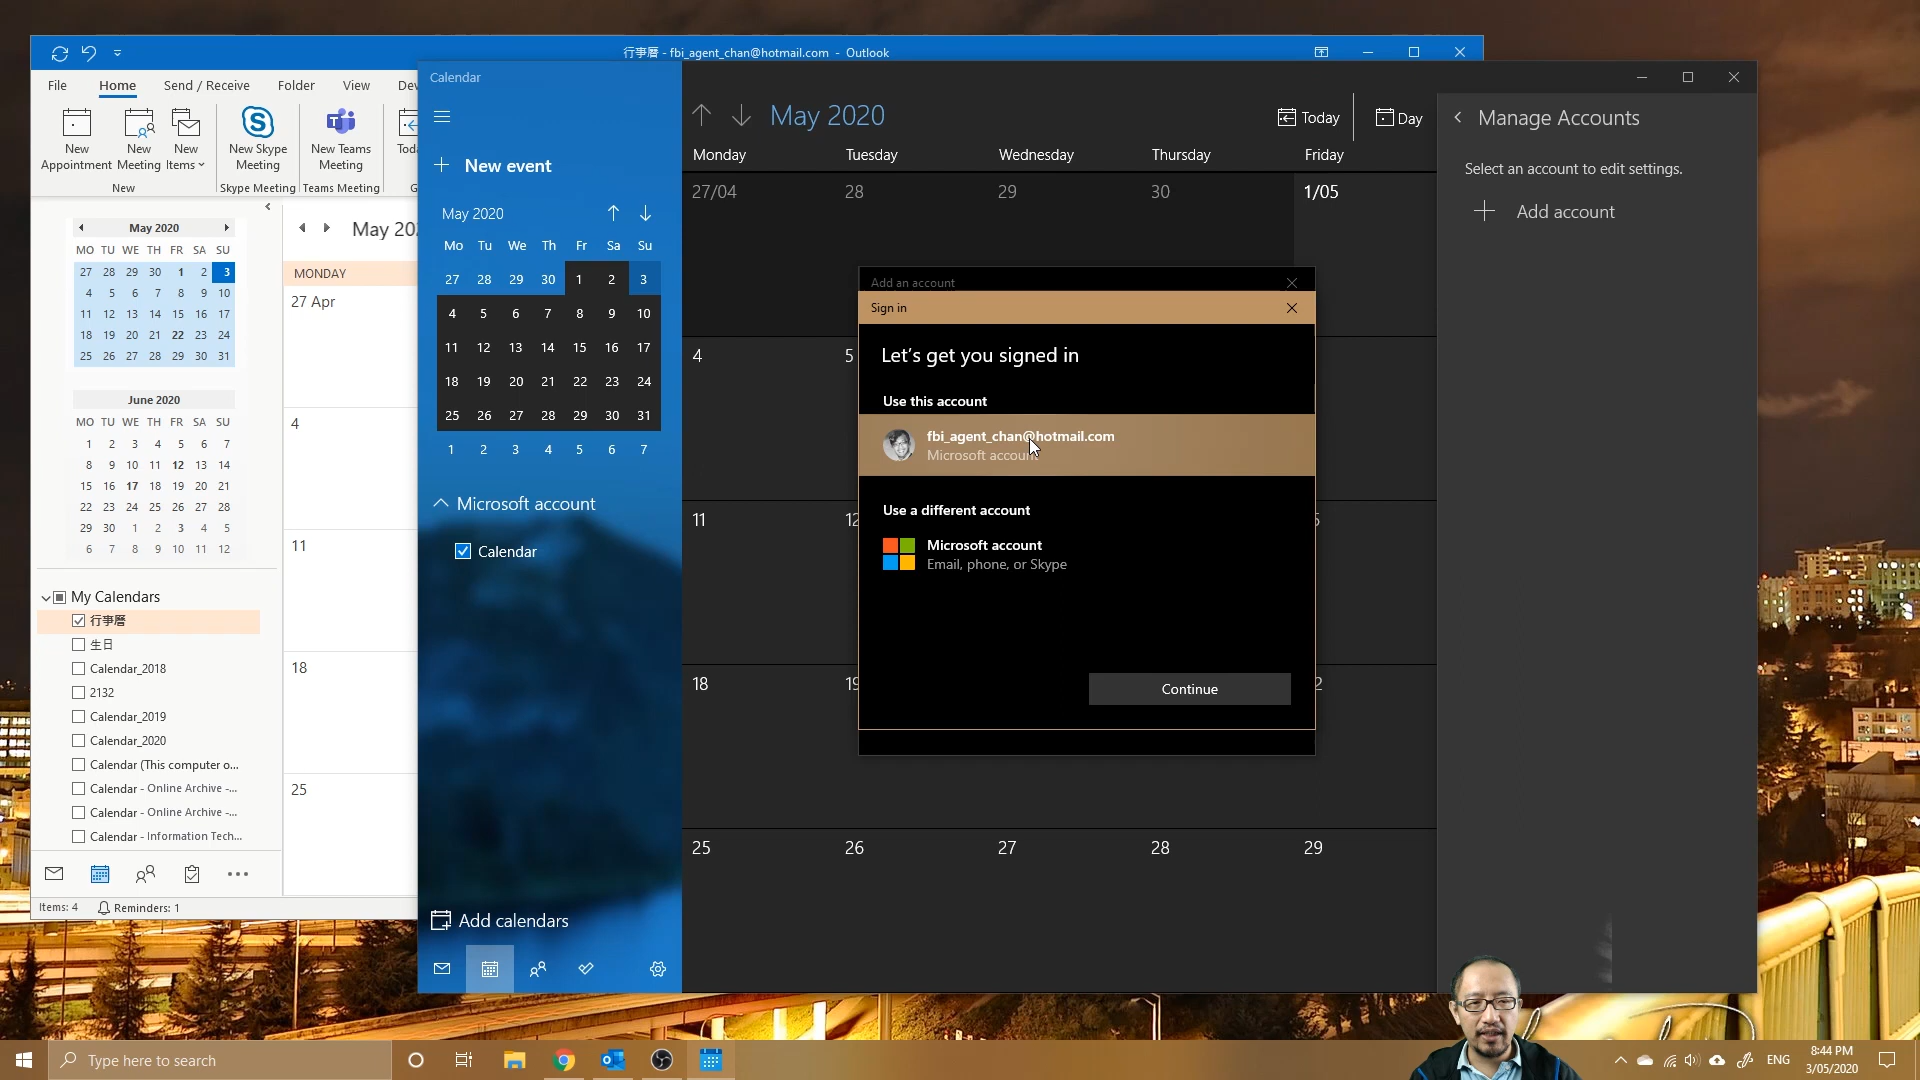 行事曆 - fbi_agent_chan@hotmail.com - Outlook
File Home Send / Receive Folder View Dev
New Appointment
New Meeting
New Items
New Skype Meeting
New Teams Meeting
Toda
New
Skype Meeting
Teams Meeting
G
May 2020
MO TU WE TH FR SA SU
27 28 29 30 1 2 3
4 5 6 7 8 9 10
11 12 13 14 15 16 17
18 19 20 21 22 23 24
25 26 27 28 29 30 31
June 2020
MO TU WE TH FR SA SU
1 2 3 4 5 6 7
8 9 10 11 12 13 14
15 16 17 18 19 20 21
22 23 24 25 26 27 28
29 30 1 2 3 4 5
6 7 8 9 10 11 12
My Calendars
行事曆
生日
Calendar_2018
2132
Calendar_2019
Calendar_2020
Calendar (This computer o...
Calendar - Online Archive -...
Calendar - Online Archive -...
Calendar - Information Tech...
Items: 4 Reminders: 1
May 20
MONDAY
27 Apr
4
11
18
25
Calendar
New event
May 2020
Mo Tu We Th Fr Sa Su
27 28 29 30 1 2 3
4 5 6 7 8 9 10
11 12 13 14 15 16 17
18 19 20 21 22 23 24
25 26 27 28 29 30 31
1 2 3 4 5 6 7
Microsoft account
Calendar
Add calendars
May 2020
Today Day
Monday Tuesday Wednesday Thursday Friday
27/04 28 29 30 1/05
4 5
11 12
18 19
25 26 27 28 29
Add an account
Sign in
Let's get you signed in
Use this account
fbi_agent_chan@hotmail.com
Microsoft account
Use a different account
Microsoft account
Email, phone, or Skype
Continue
Manage Accounts
Select an account to edit settings.
Add account
Type here to search
ENG
8:44 PM
3/05/2020